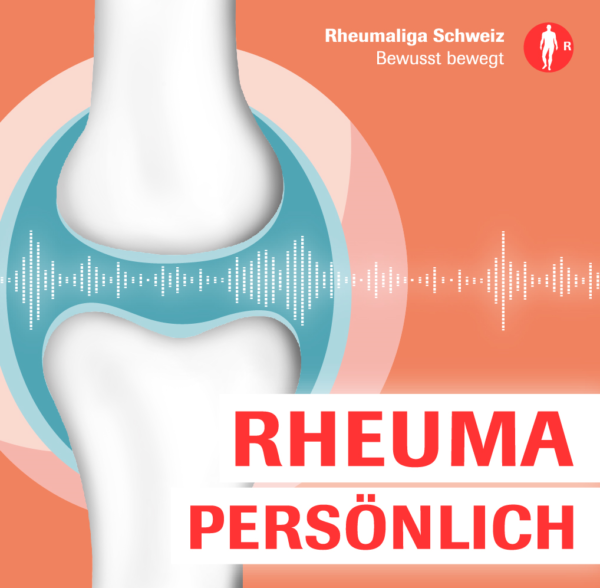 Rheumaliga Schweiz
Bewusst bewegt
R
RHEUMA
PERSÖNLICH